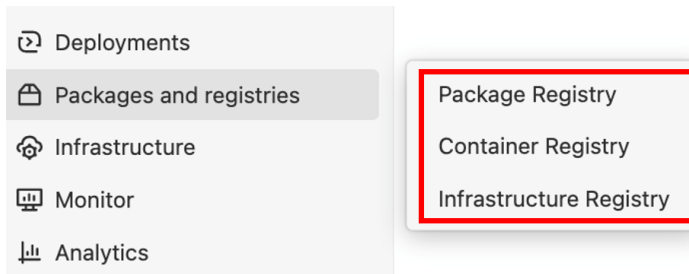 Deployments
Packages and registries
Infrastructure
Monitor
Analytics
Package Registry
Container Registry
Infrastructure Registry